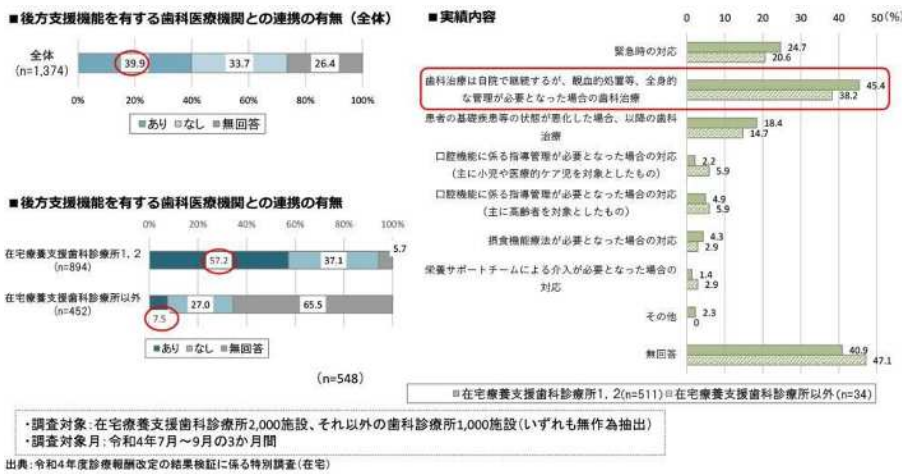 ■後方支援機能を有する歯科医療機関との連携の有無（全体）
全体
(n=1,374)
39.9
33.7
26.4
0%
20%
40%
60%
80%
100%
■あり □なし ■無回答
■後方支援機能を有する歯科医療機関との連携の有無
0%
20%
40%
60%
80%
100%
在宅療養支援歯科診療所1，2
(n=894)
57.2
37.1
5.7
在宅療養支援歯科診療所以外
(n=452)
7.5
27.0
65.5
■あり ■なし ■無回答
(n=548)
■実績内容
0
10
20
30
40
50(%)
緊急時の対応
24.7
20.6
歯科治療は自院で継続するが、観血的処置等、全身的
な管理が必要となった場合の歯科治療
45.4
38.2
患者の基礎疾患等の状態が悪化した場合、以降の歯科
治療
18.4
14.7
口腔機能に係る指導管理が必要となった場合の対応
（主に小児や医療的ケア児を対象としたもの）
2.2
5.9
口腔機能に係る指導管理が必要となった場合の対応
（主に高齢者を対象としたもの）
4.9
5.9
摂食機能療法が必要となった場合の対応
4.3
2.9
栄養サポートチームによる介入が必要となった場合の
対応
1.4
2.9
その他
2.3
0
無回答
40.9
47.1
■在宅療養支援歯科診療所1，2(n=511) □在宅療養支援歯科診療所以外(n=34)
・調査対象：在宅療養支援歯科診療所2,000施設、それ以外の歯科診療所1,000施設（いずれも無作為抽出）
・調査対象月：令和4年7月～9月の3か月間
出典：令和4年度診療報酬改定の結果検証に係る特別調査（在宅）